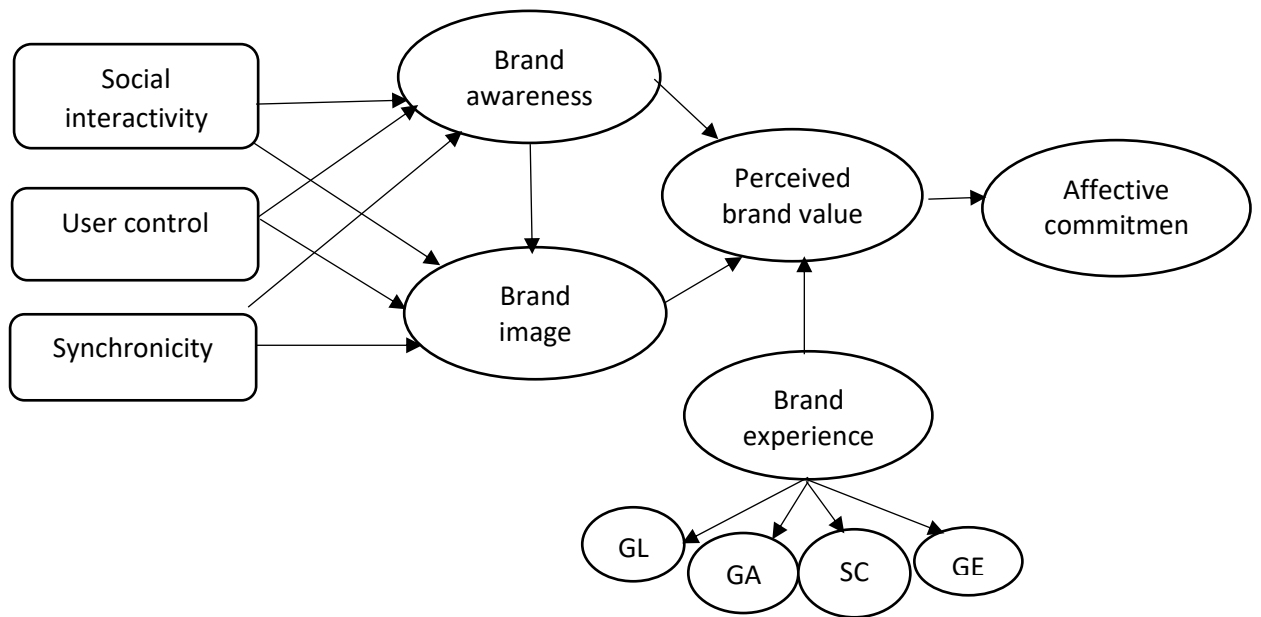 Social
interactivity
User control
Synchronicity
Brand
awareness
Brand
image
Perceived
brand value
Affective
commitmen
Brand
experience
GL
GA
SC
GE